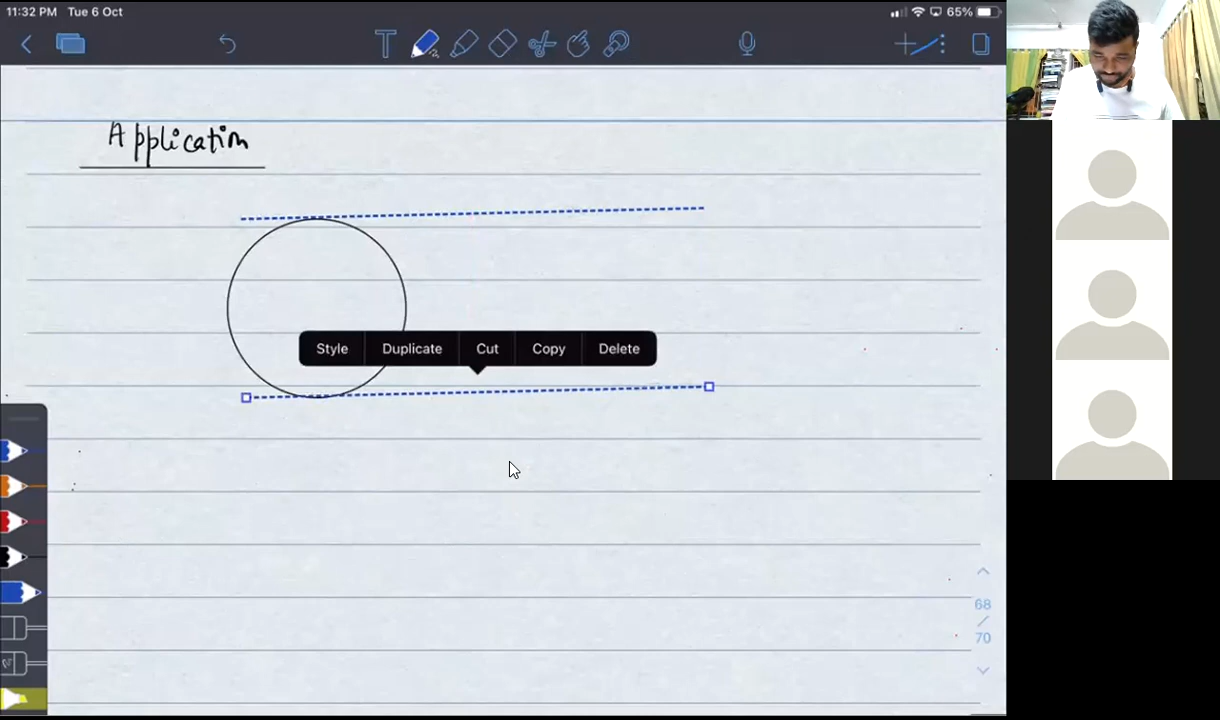 11:32 PM Tue 6 Oct 65%
T
Application
Style Duplicate Cut Copy Delete
68
/
70